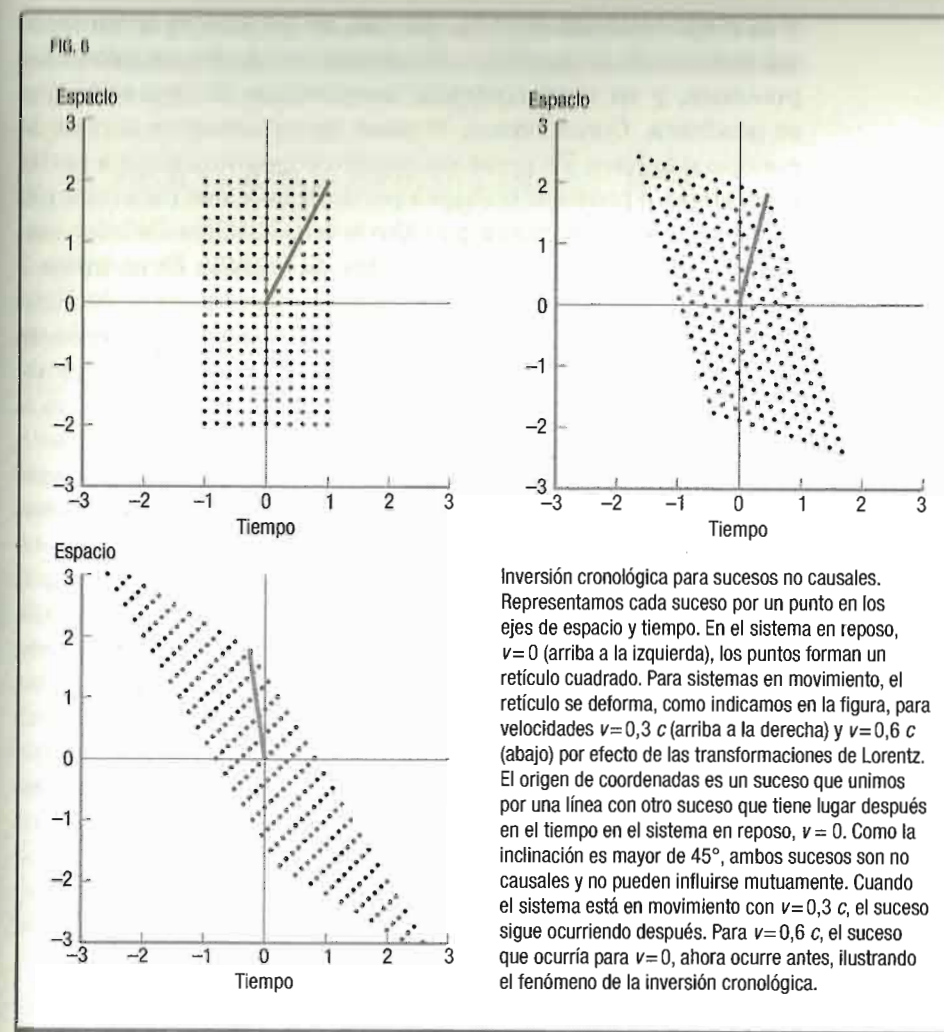 FIG. 6
Espacio
3
2
1
0
−1
−2
−3
−3 −2 −1 0 1 2 3
Tiempo
Espacio
3
2
1
0
−1
−2
−3
−3 −2 −1 0 1 2 3
Tiempo
Espacio
3
2
1
0
−1
−2
−3
−3 −2 −1 0 1 2 3
Tiempo
Inversión cronológica para sucesos no causales.
Representamos cada suceso por un punto en los
ejes de espacio y tiempo. En el sistema en reposo,
v=0 (arriba a la izquierda), los puntos forman un
retículo cuadrado. Para sistemas en movimiento, el
retículo se deforma, como indicamos en la figura, para
velocidades v=0,3 c (arriba a la derecha) y v=0,6 c
(abajo) por efecto de las transformaciones de Lorentz.
El origen de coordenadas es un suceso que unimos
por una línea con otro suceso que tiene lugar después
en el tiempo en el sistema en reposo, v = 0. Como la
inclinación es mayor de 45°, ambos sucesos son no
causales y no pueden influirse mutuamente. Cuando
el sistema está en movimiento con v=0,3 c, el suceso
sigue ocurriendo después. Para v=0,6 c, el suceso
que ocurría para v=0, ahora ocurre antes, ilustrando
el fenómeno de la inversión cronológica.